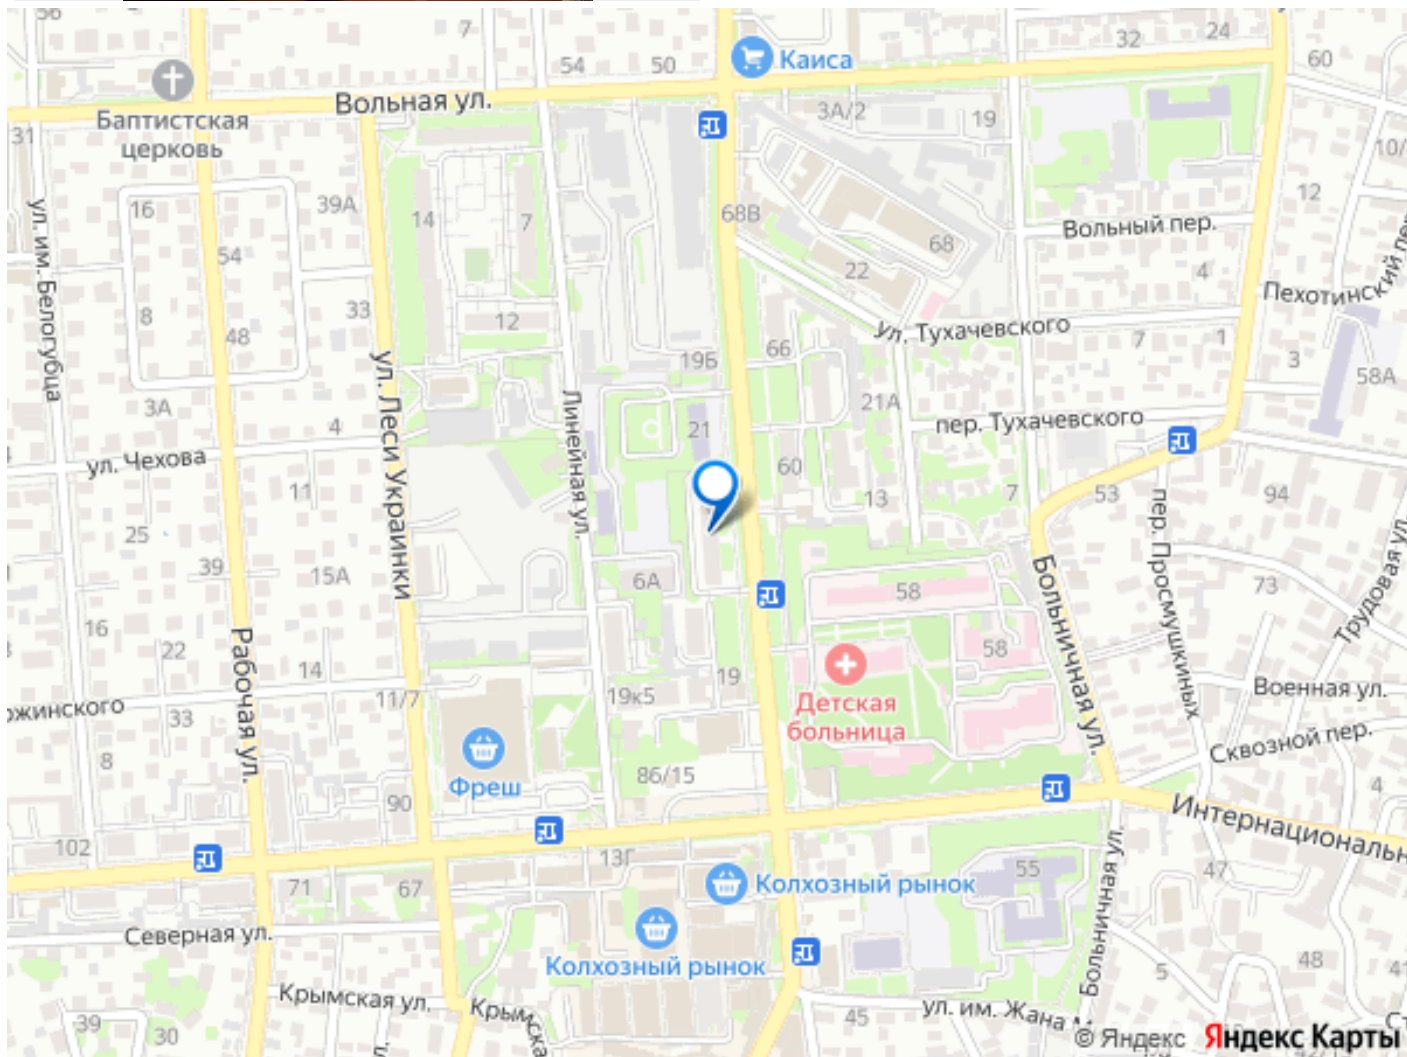 56
7
54
50
Каиса
32
24
60
Вольная ул.
3А/2
19
31
Баптистская
церковь
10/
16
39А
14
7
68В
12
ул. им. Белогубца
54
68
Вольный пер.
22
4
Пехотинский пер
8
33
12
48
66
ул. Тухачевского
7
1
3
58А
19Б
ул. Леси Украинки
3А
4
Линейная ул.
21
21А
пер. Тухачевского
ул. Чехова
60
11
13
7
53
94
пер. Просмушкиных
25
39
15А
6А
58
Больничная ул.
73
Трудовая ул.
16
22
Рабочая ул.
14
58
19
11/7
19к5
Детская
больница
Военная ул.
ожинского
33
Сквозной пер.
8
86/15
Фреш
90
4
Интернациональн
102
13Г
71
67
Колхозный рынок
55
47
Больничная ул.
Северная ул.
Колхозный рынок
5
48
41
Крымская ул.
Крымска
39
30
л.
45
ул. им. Жана
Ст
© Яндекс Яндекс Карты